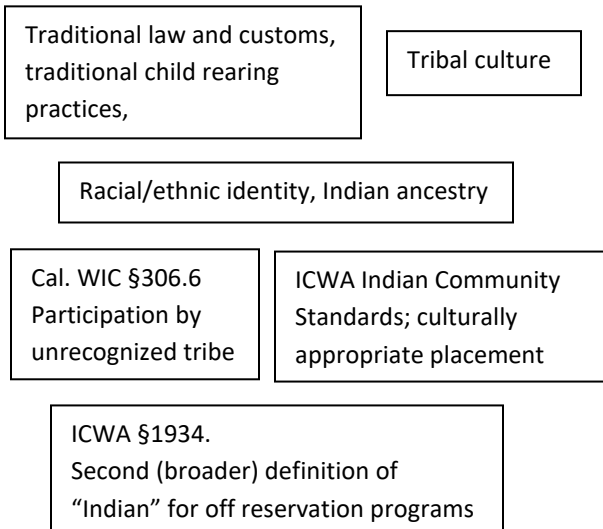 Traditional law and customs,
traditional child rearing
practices,
Tribal culture
Racial/ethnic identity, Indian ancestry
Cal. WIC §306.6
Participation by
unrecognized tribe
ICWA Indian Community
Standards; culturally
appropriate placement
ICWA §1934.
Second (broader) definition of
“Indian” for off reservation programs